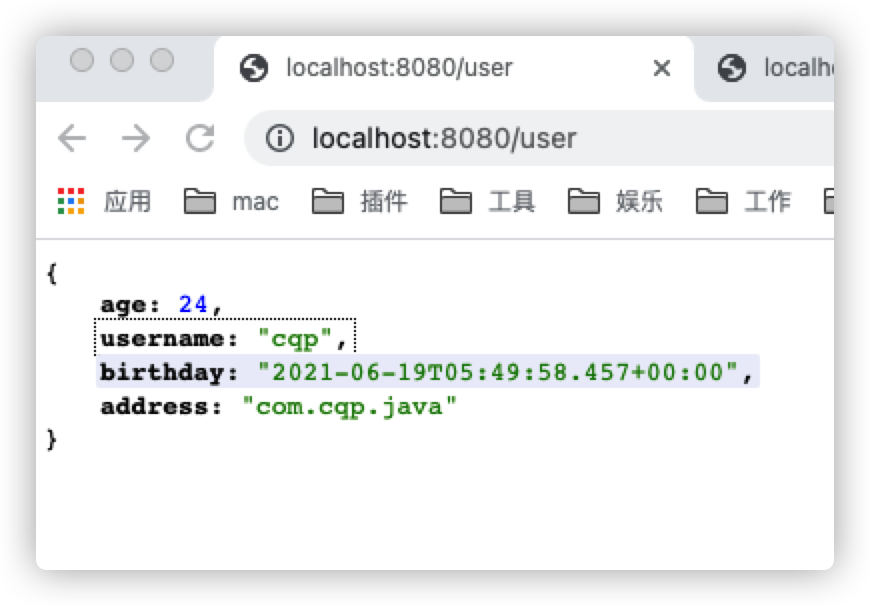 localhost:8080/user localh
localhost:8080/user
应用 mac 插件 工具 娱乐 工作
{
age: 24,
username: "cqp",
birthday: "2021-06-19T05:49:58.457+00:00",
address: "com.cqp.java"
}